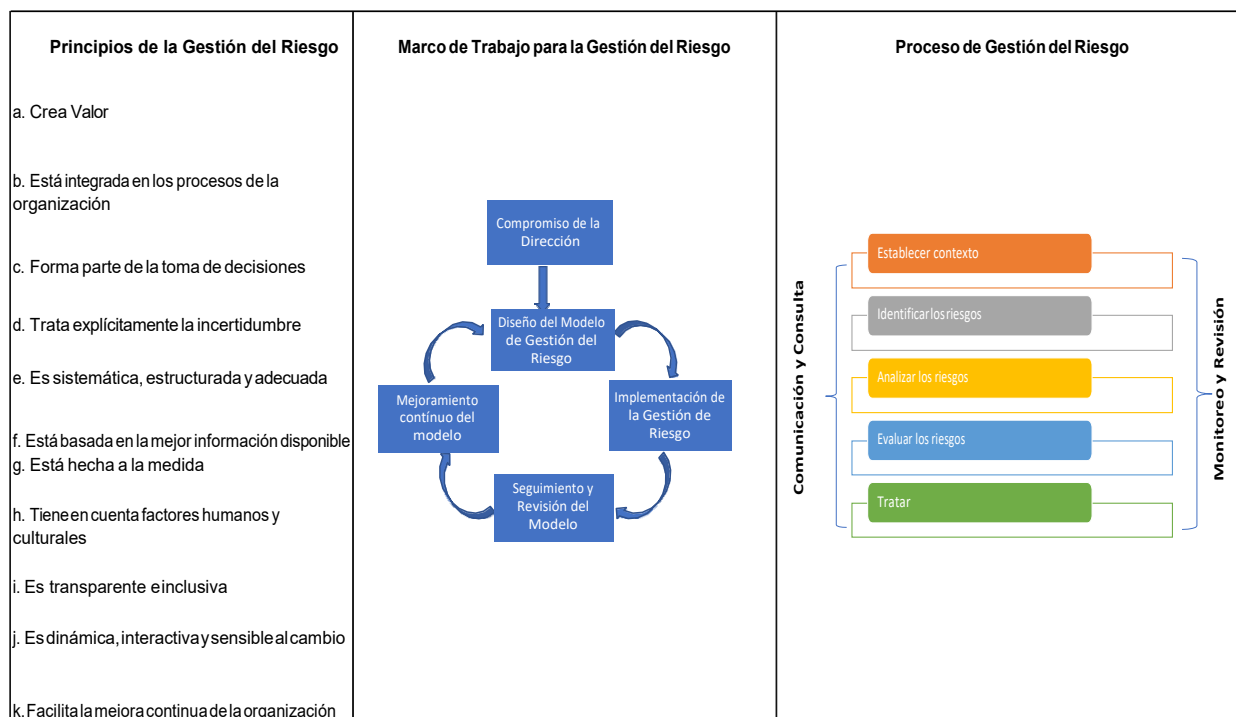 Principios de la Gestión del Riesgo
a. Crea Valor
b. Está integrada en los procesos de la
organización
c. Forma parte de la toma de decisiones
d. Trata explícitamente la incertidumbre
e. Es sistemática, estructurada y adecuada
f. Está basada en la mejor información disponible
g. Está hecha a la medida
h. Tiene en cuenta factores humanos y
culturales
i. Es transparente e inclusiva
j. Es dinámica, interactiva y sensible al cambio
k. Facilita la mejora continua de la organización
Marco de Trabajo para la Gestión del Riesgo
Compromiso de la
Dirección
Diseño del Modelo
de Gestión del
Riesgo
Implementación de
la Gestión de
Riesgo
Seguimiento y
Revisión del
Modelo
Mejoramiento
contínuo del
modelo
Proceso de Gestión del Riesgo
Comunicación y Consulta
Establecer contexto
Identificar los riesgos
Analizar los riesgos
Evaluar los riesgos
Tratar
Monitoreo y Revisión